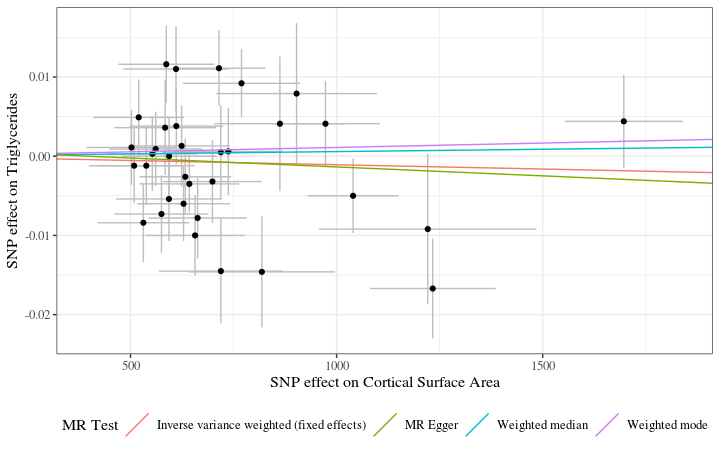 SNP effect on Triglycerides
0.01
0.00
-0.01
-0.02
500
1000
1500
SNP effect on Cortical Surface Area
MR Test
Inverse variance weighted (fixed effects)
MR Egger
Weighted median
Weighted mode